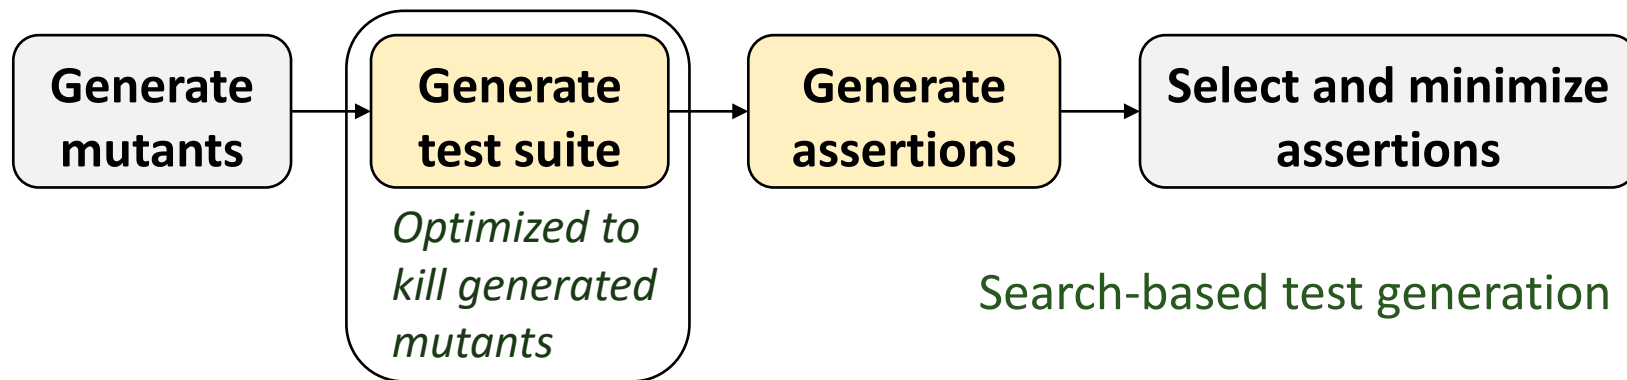 Generate
mutants
Generate
test suite
Optimized to
kill generated
mutants
Generate
assertions
Select and minimize
assertions
Search-based test generation